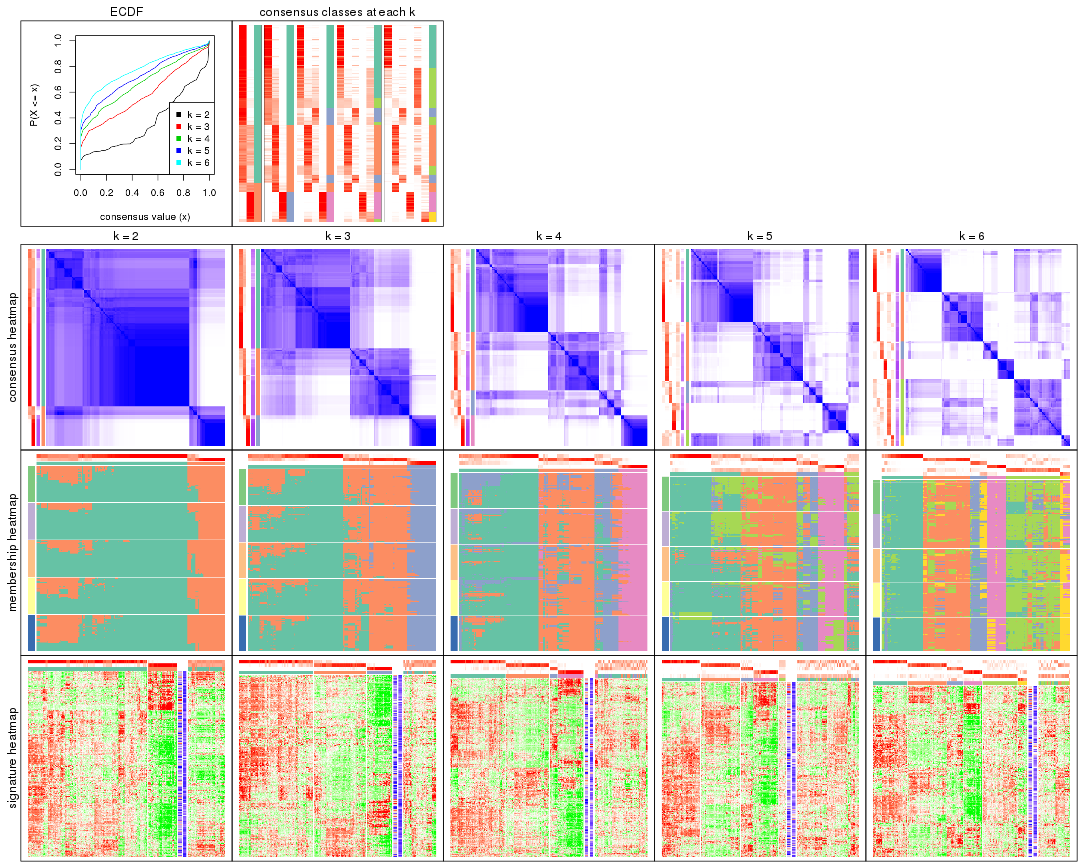 ECDF
consensus classes at each k
P(X <= x)
0.0
0.2
0.4
0.6
0.8
1.0
k = 2
k = 3
k = 4
k = 5
k = 6
0.0 0.2 0.4 0.6 0.8 1.0
consensus value (x)
k = 2
k = 3
k = 4
k = 5
k = 6
consensus heatmap
membership heatmap
signature heatmap